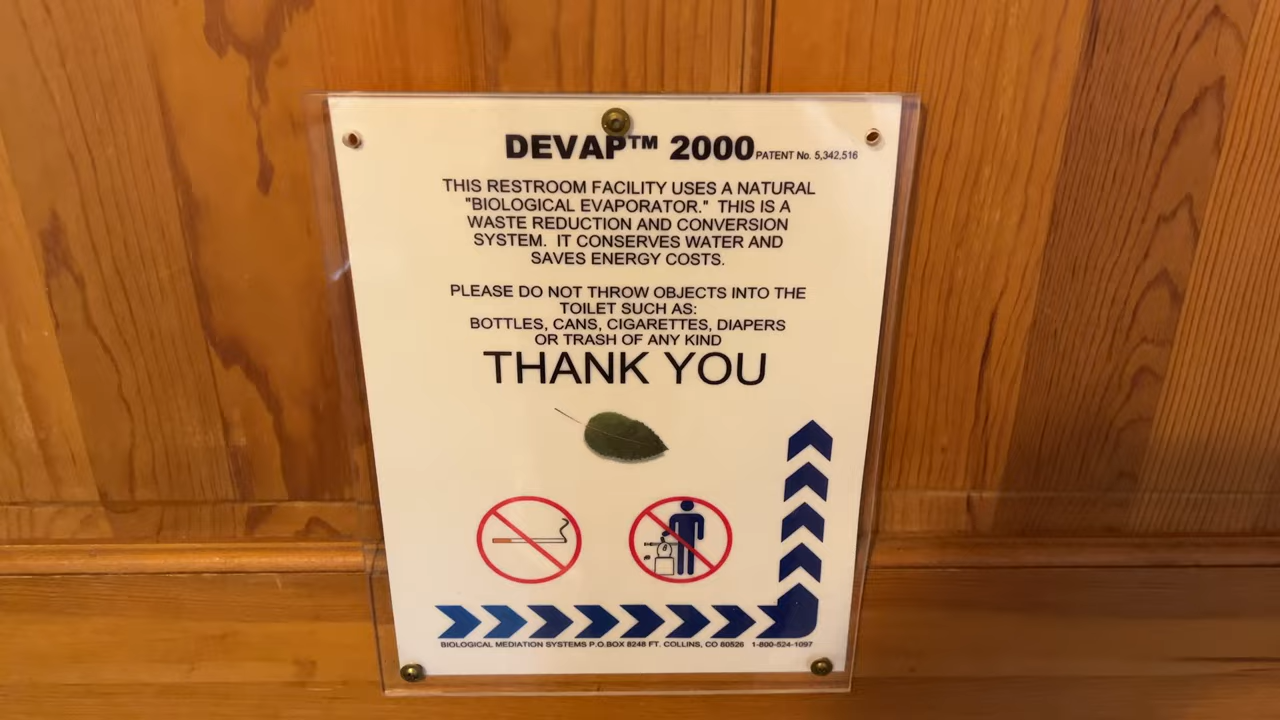 DEVAP™ 2000 PATENT No. 5,342,516
THIS RESTROOM FACILITY USES A NATURAL
"BIOLOGICAL EVAPORATOR." THIS IS A
WASTE REDUCTION AND CONVERSION
SYSTEM. IT CONSERVES WATER AND
SAVES ENERGY COSTS.
PLEASE DO NOT THROW OBJECTS INTO THE
TOILET SUCH AS:
BOTTLES, CANS, CIGARETTES, DIAPERS
OR TRASH OF ANY KIND
THANK YOU
BIOLOGICAL MEDIATION SYSTEMS P.O.BOX 8248 FT. COLLINS, CO 80526 1-800-524-1097